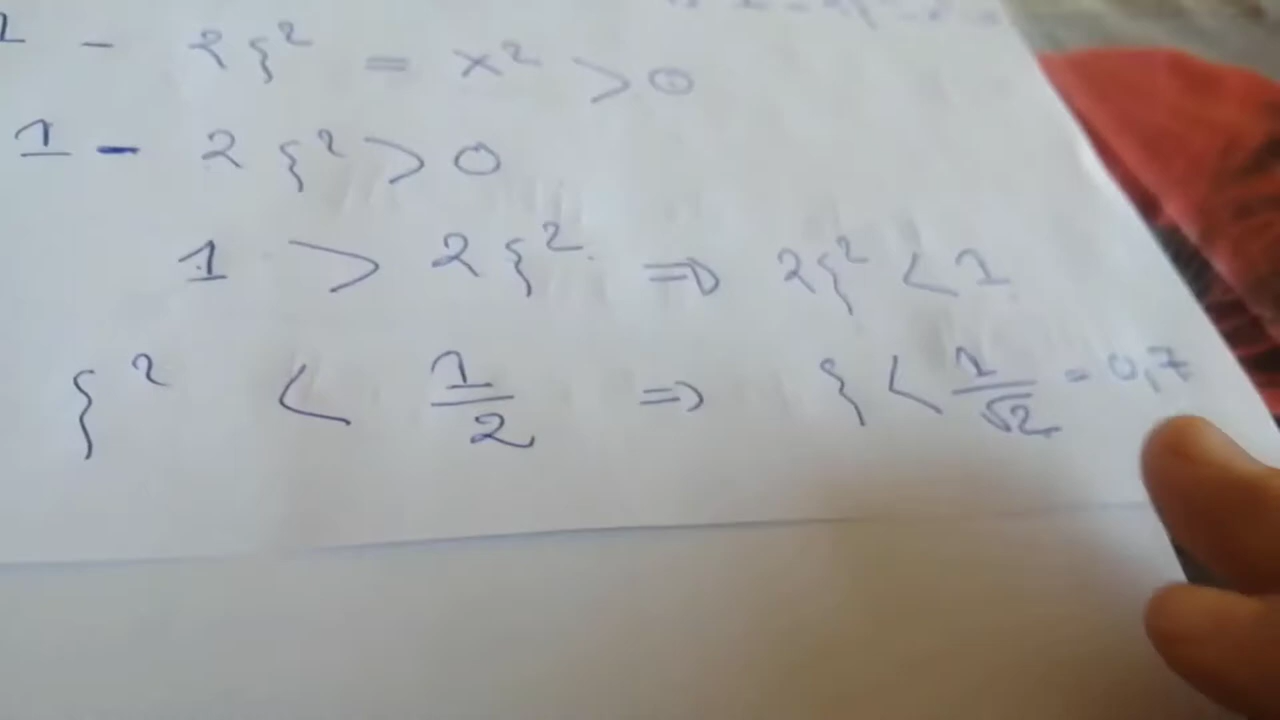 1 - 2ξ² = x² > 0
1 - 2ξ² > 0
1 > 2ξ² ⇒ 2ξ² < 1
ξ² < 1/2 ⇒ ξ < 1/√2 = 0,7